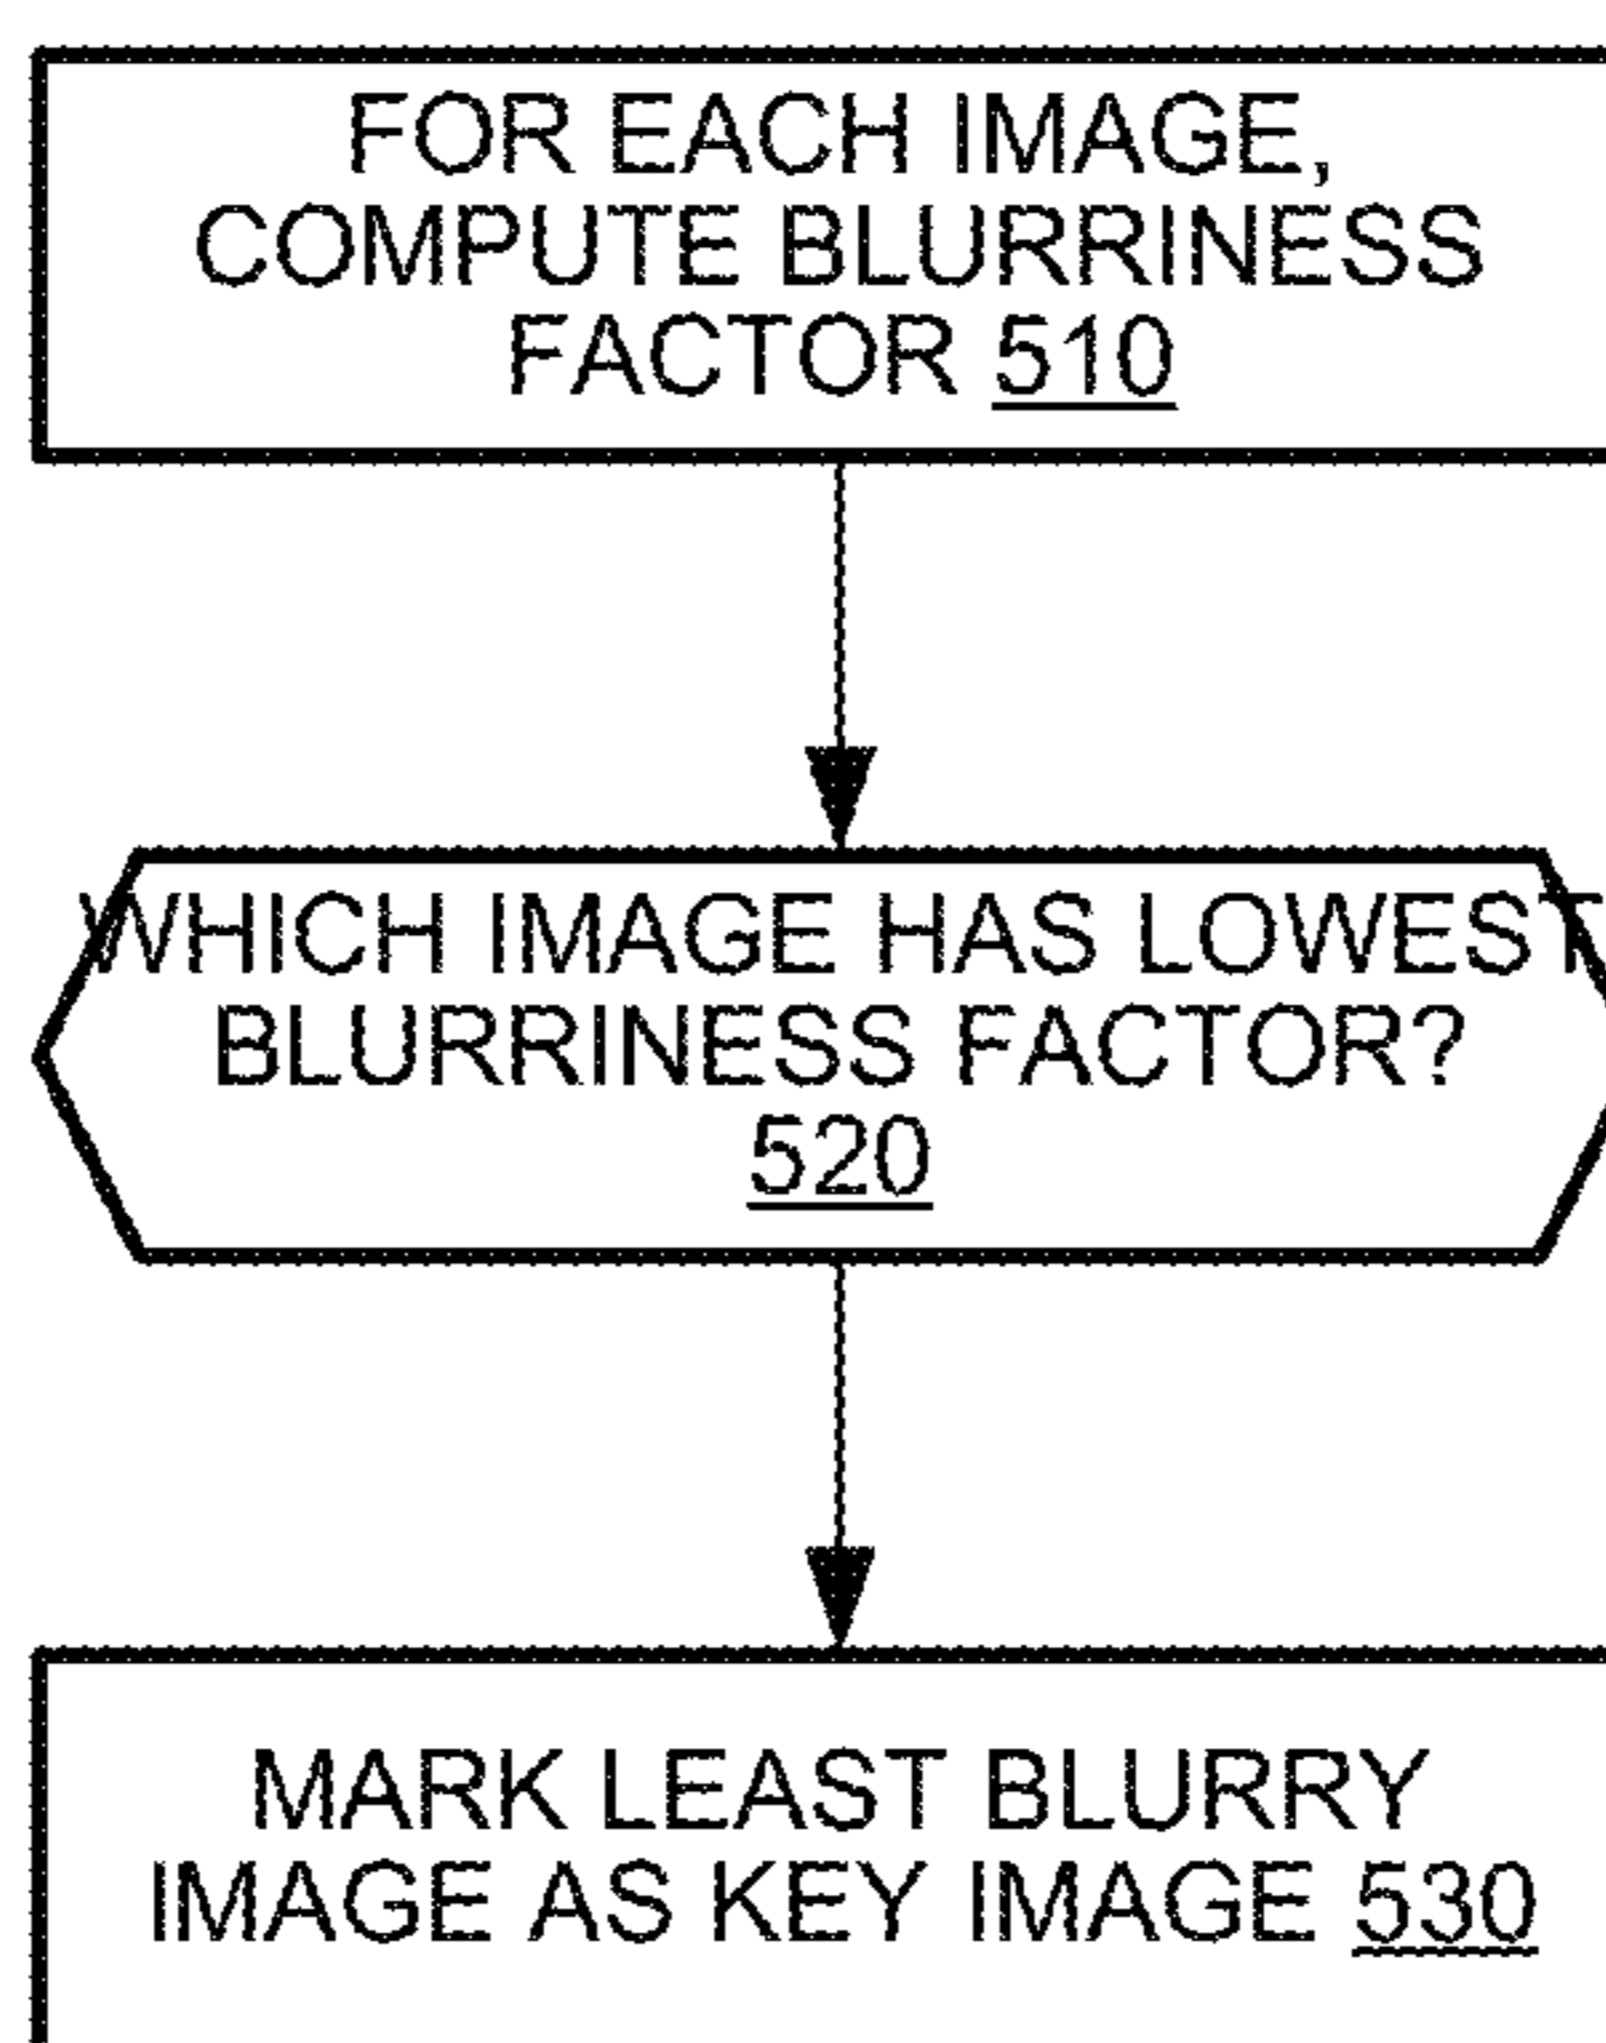 FOR EACH IMAGE,
COMPUTE BLURRINESS
FACTOR 510
WHICH IMAGE HAS LOWEST
BLURRINESS FACTOR?
520
MARK LEAST BLURRY
IMAGE AS KEY IMAGE 530